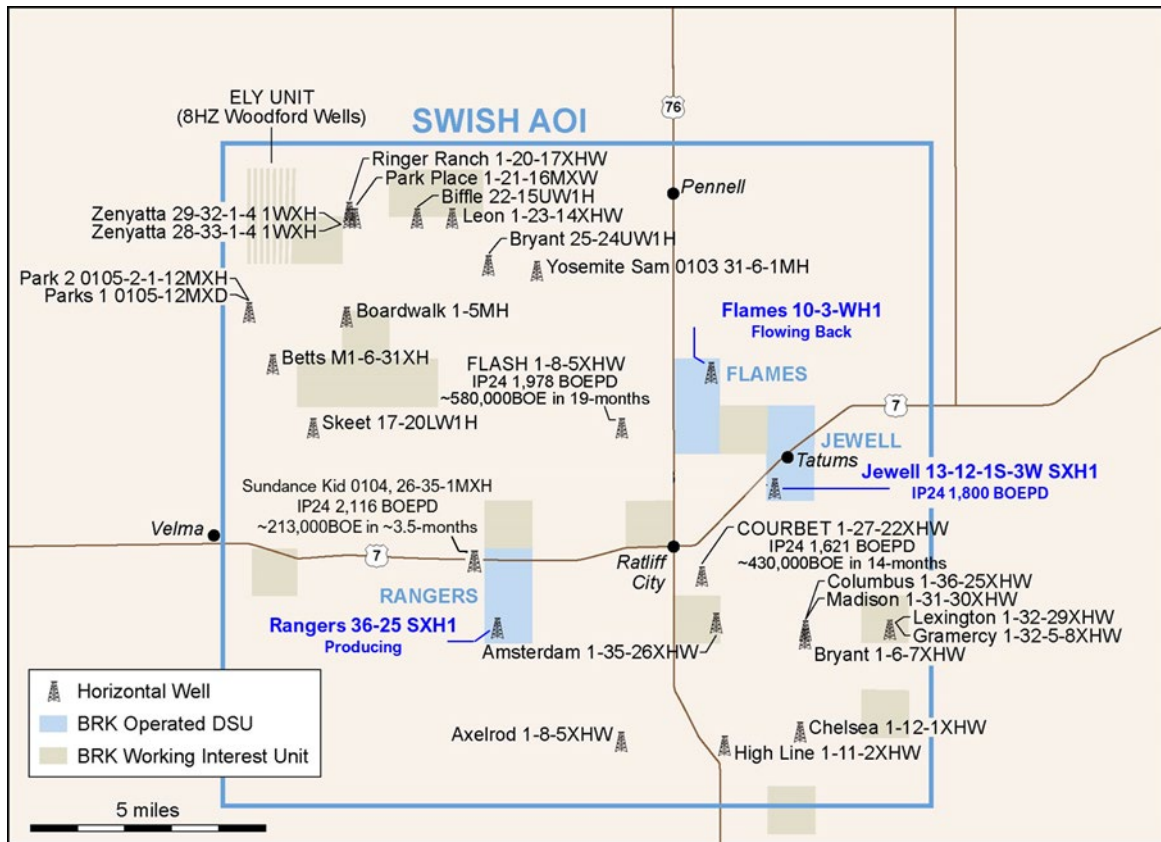 ELY UNIT
(8HZ Woodford Wells)
SWISH AOI
76
Ringer Ranch 1-20-17XHW
Park Place 1-21-16MXW
Biffle 22-15UW1H
Leon 1-23-14XHW
Pennell
Zenyatta 29-32-1-4 1WXH
Zenyatta 28-33-1-4 1WXH
Bryant 25-24UW1H
Yosemite Sam 0103 31-6-1MH
Park 2 0105-2-1-12MXH
Parks 1 0105-12MXD
Boardwalk 1-5MH
Flames 10-3-WH1
Flowing Back
Betts M1-6-31XH
FLASH 1-8-5XHW
IP24 1,978 BOEPD
~580,000BOE in 19-months
FLAMES
7
Skeet 17-20LW1H
JEWELL
Tatums
Jewell 13-12-1S-3W SXH1
IP24 1,800 BOEPD
Sundance Kid 0104, 26-35-1MXH
IP24 2,116 BOEPD
~213,000BOE in ~3.5-months
Velma
7
Ratliff
City
COURBET 1-27-22XHW
IP24 1,621 BOEPD
~430,000BOE in 14-months
Columbus 1-36-25XHW
Madison 1-31-30XHW
Lexington 1-32-29XHW
Gramercy 1-32-5-8XHW
Bryant 1-6-7XHW
RANGERS
Rangers 36-25 SXH1
Producing
Amsterdam 1-35-26XHW
Horizontal Well
BRK Operated DSU
BRK Working Interest Unit
Axelrod 1-8-5XHW
Chelsea 1-12-1XHW
High Line 1-11-2XHW
5 miles